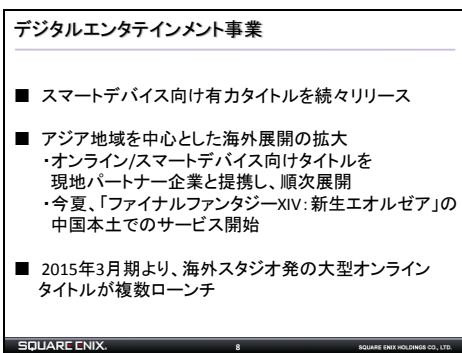 デジタルエンタテインメント事業
■ スマートデバイス向け有力タイトルを続々リリース
■ アジア地域を中心とした海外展開の拡大
・オンライン/スマートデバイス向けタイトルを
現地パートナー企業と提携し、順次展開
・今夏、「ファイナルファンタジーXIV:新生エオルゼア」の
中国本土でのサービス開始
■ 2015年3月期より、海外スタジオ発の大型オンライン
タイトルが複数ローンチ
SQUARE ENIX. 8 SQUARE ENIX HOLDINGS CO., LTD.